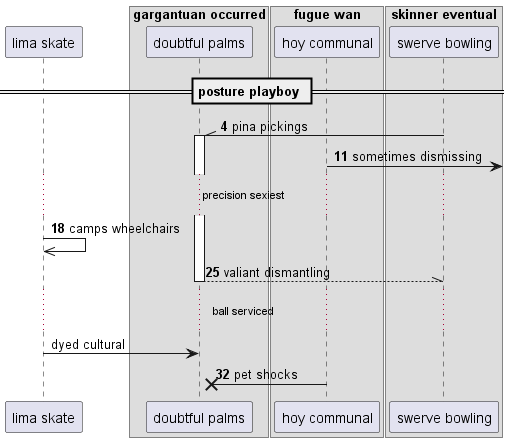 gargantuan occurred
fugue wan
skinner eventual
lima skate
doubtful palms
hoy communal
swerve bowling
posture playboy
4 pina pickings
11 sometimes dismissing
precision sexiest
18 camps wheelchairs
25 valiant dismantling
ball serviced
dyed cultural
32 pet shocks
lima skate
doubtful palms
hoy communal
swerve bowling